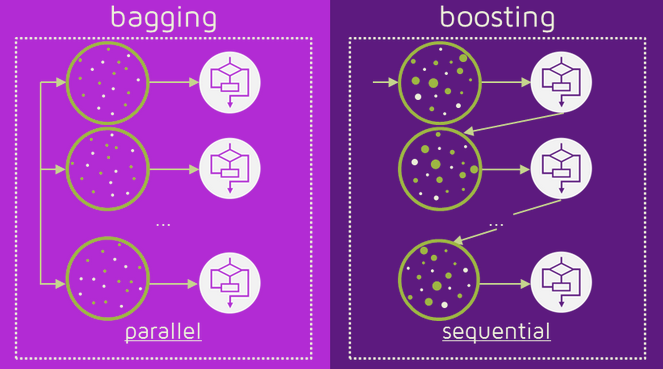 bagging
...
parallel
boosting
...
sequential